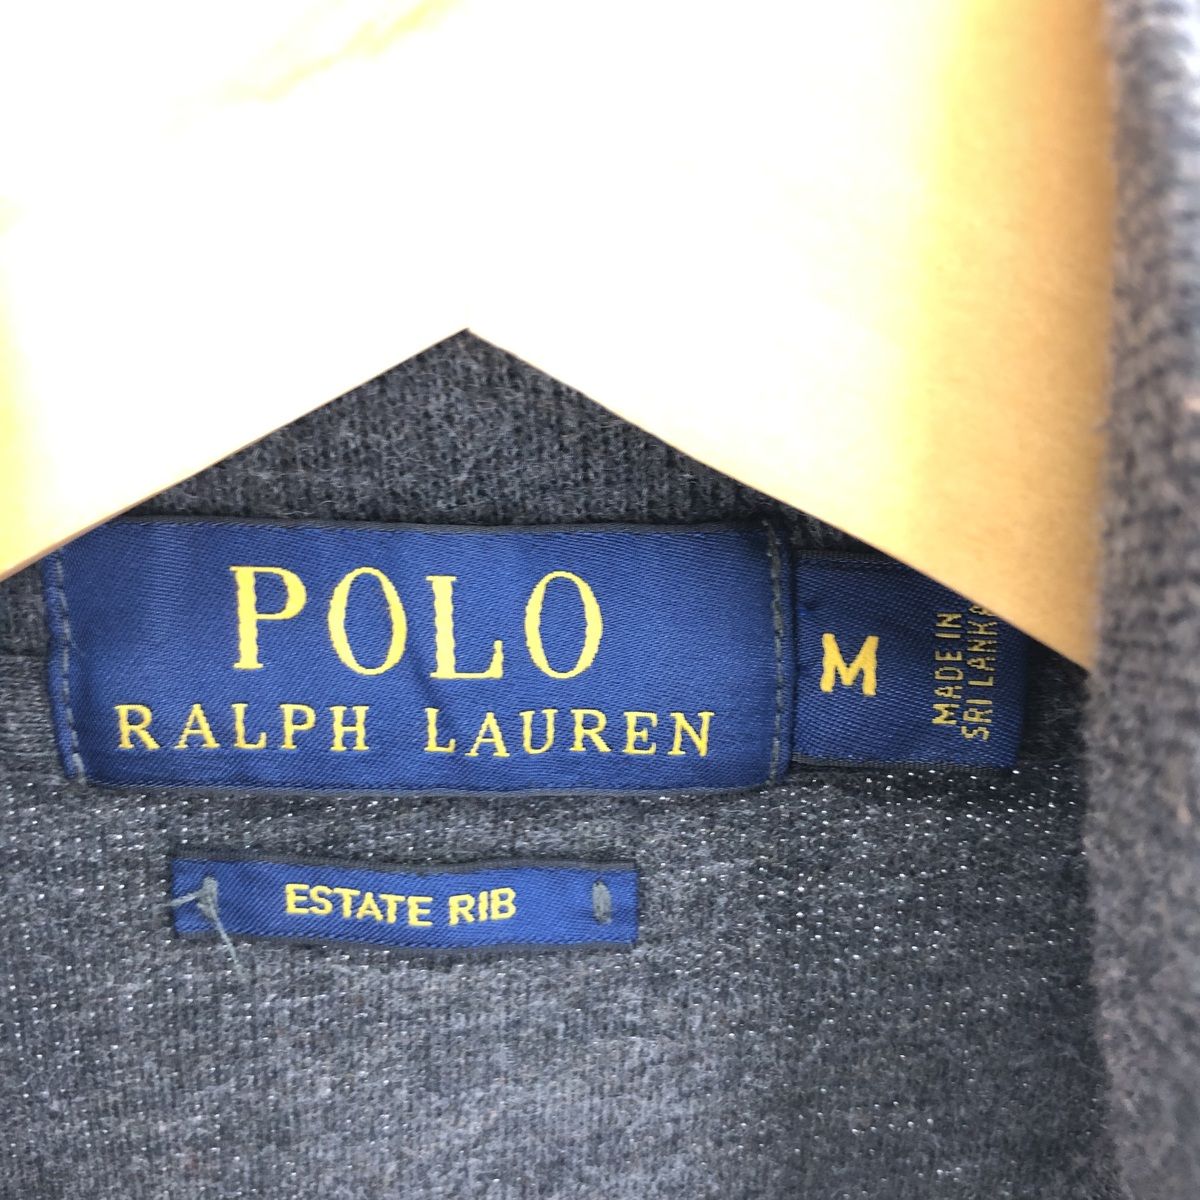 POLO
RALPH LAUREN
M
MADE IN
SRI LANKA
ESTATE RIB